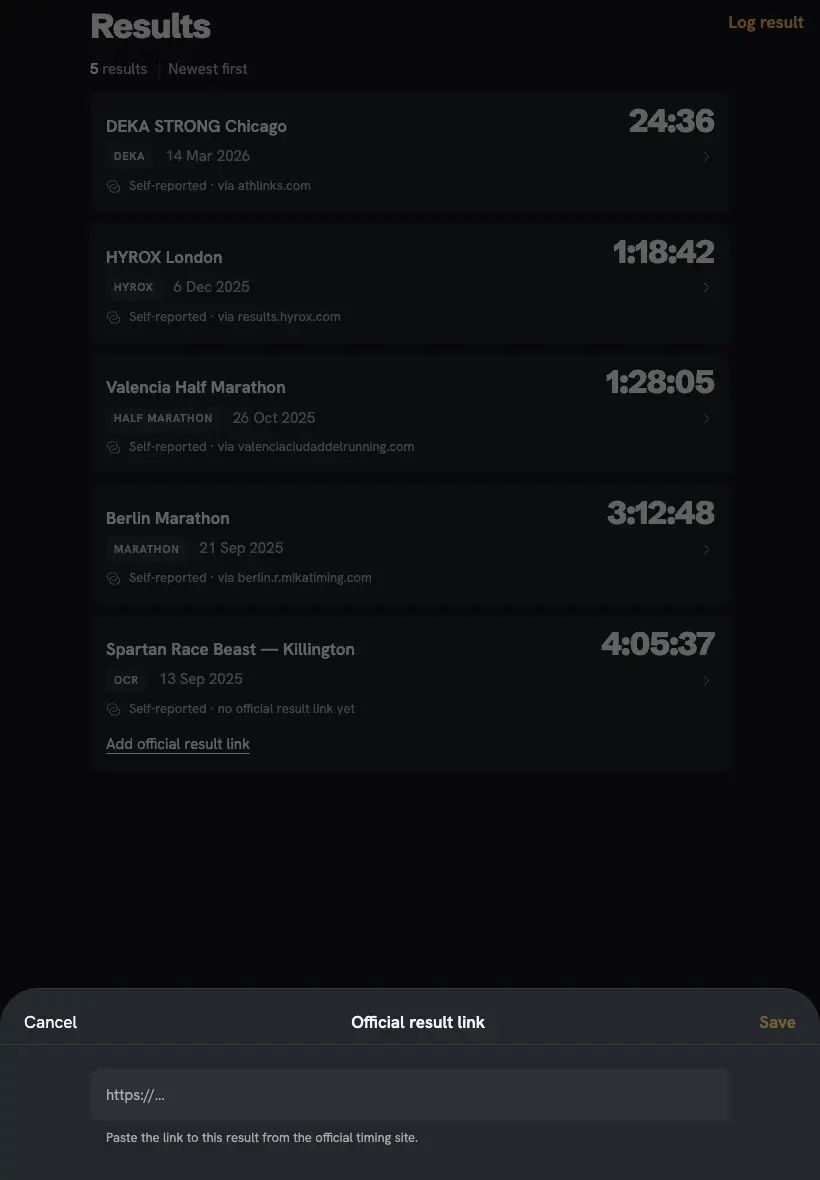 Results
Log result
5 results
Newest first
DEKA STRONG Chicago
24:36
DEKA
14 Mar 2026
Self-reported · via athlinks.com
HYROX London
1:18:42
HYROX
6 Dec 2025
Self-reported · via results.hyrox.com
Valencia Half Marathon
1:28:05
HALF MARATHON
26 Oct 2025
Self-reported · via valenciaciudaddelrunning.com
Berlin Marathon
3:12:48
MARATHON
21 Sep 2025
Self-reported · via berlin.r.mikatiming.com
Spartan Race Beast — Killington
4:05:37
OCR
13 Sep 2025
Self-reported · no official result link yet
Add official result link
Cancel
Official result link
Save
https://...
Paste the link to this result from the official timing site.